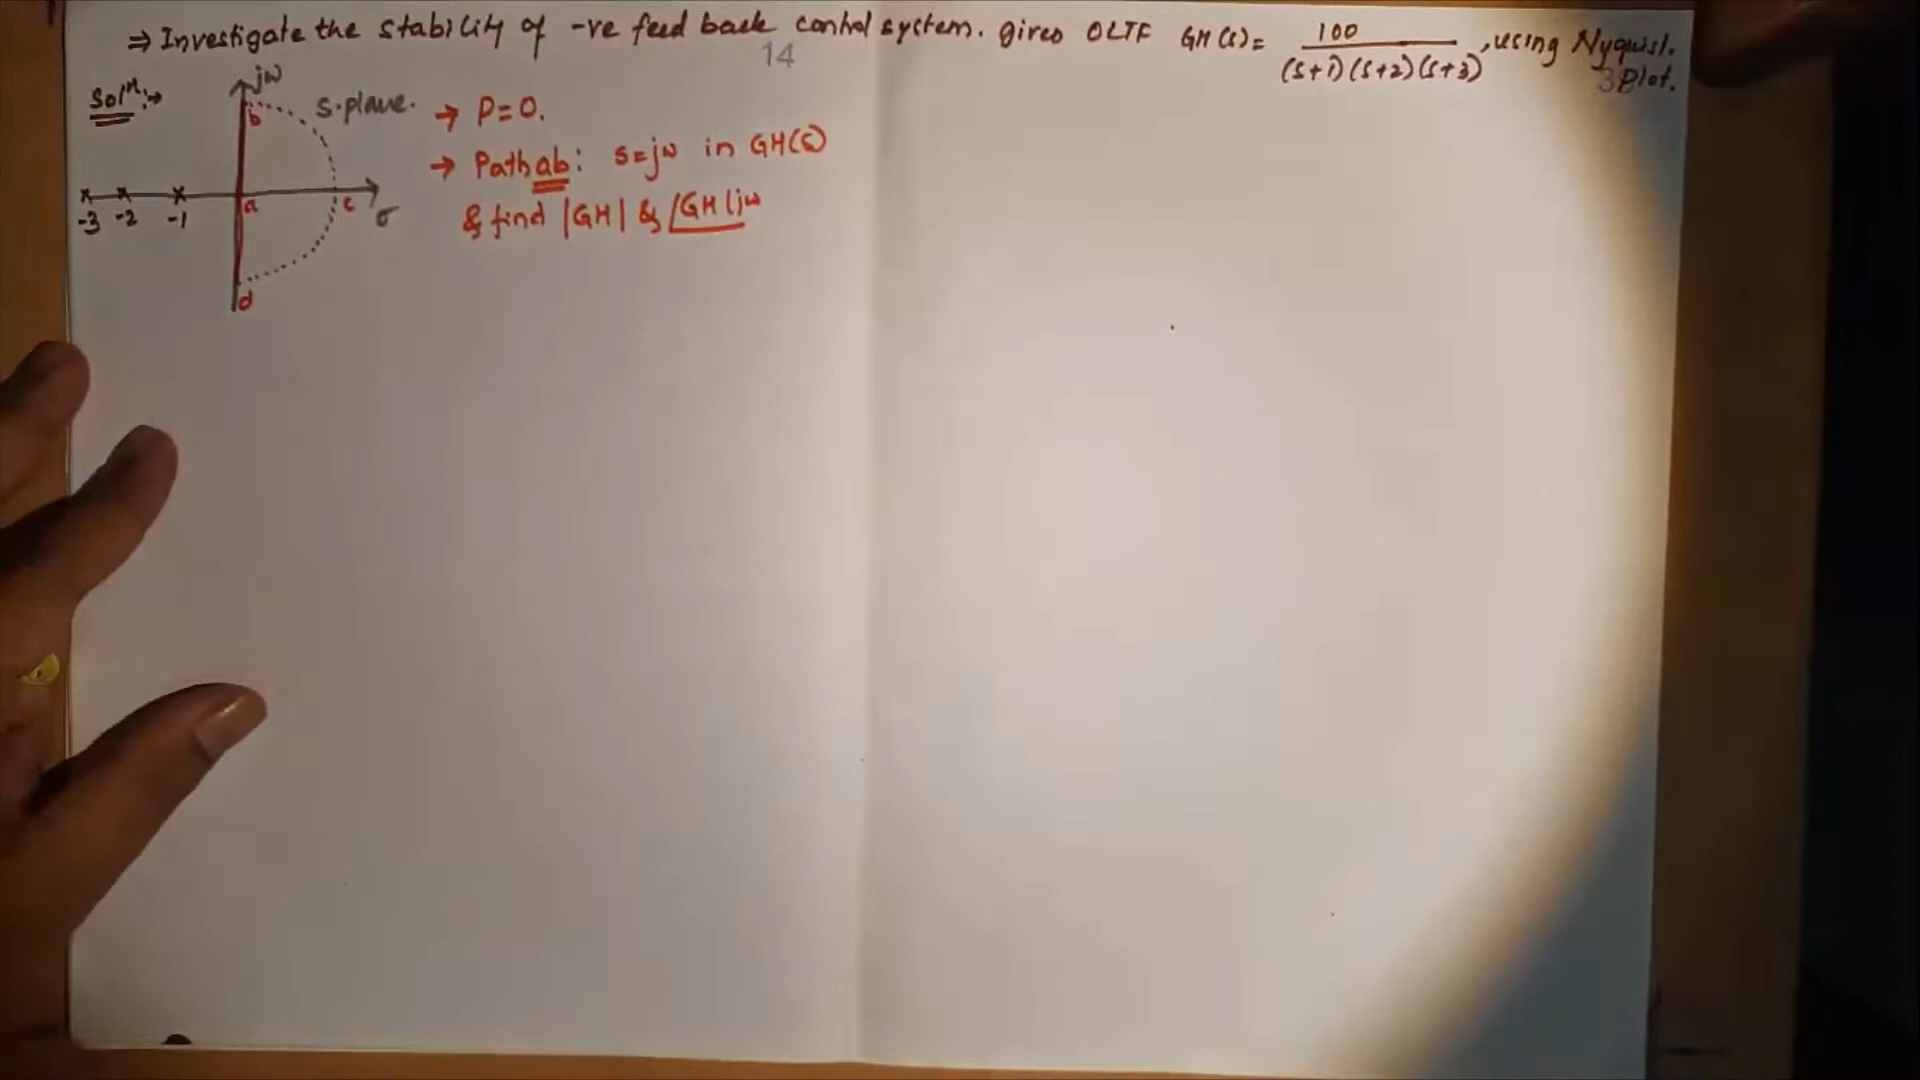 ⇒ Investigate the stability of -ve feed back control system. given OLTF GH(s)= 100 / (s+1)(s+2)(s+3) , using Nyquist.
Plot.
14
3
Solⁿ:→
jω
b
S-plane.
→ P=0.
→ Path ab: s=jω in GH(s)
& find |GH| & ∠GH(jω
-3 -2 -1
a
c
σ
d